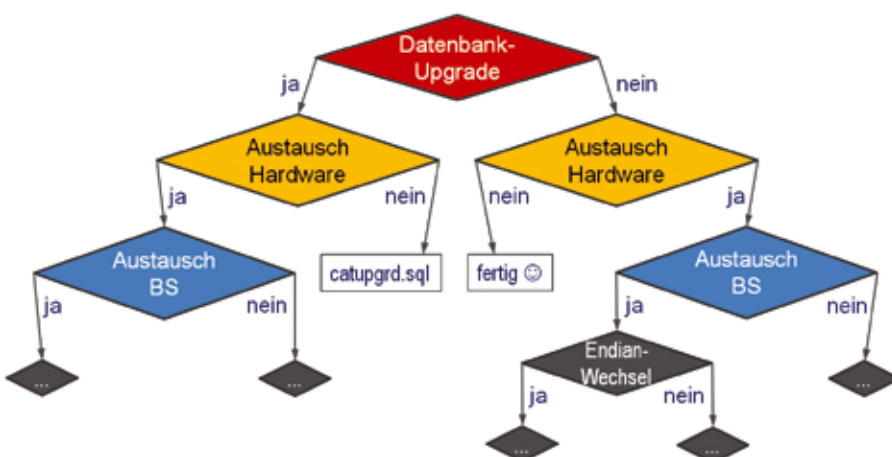 Datenbank-
Upgrade
ja
nein
Austausch
Hardware
Austausch
Hardware
ja
nein
nein
ja
Austausch
BS
catupgrd.sql
fertig ☺
Austausch
BS
ja
nein
ja
nein
Endian-
Wechsel
...
...
...
ja
nein
...
...